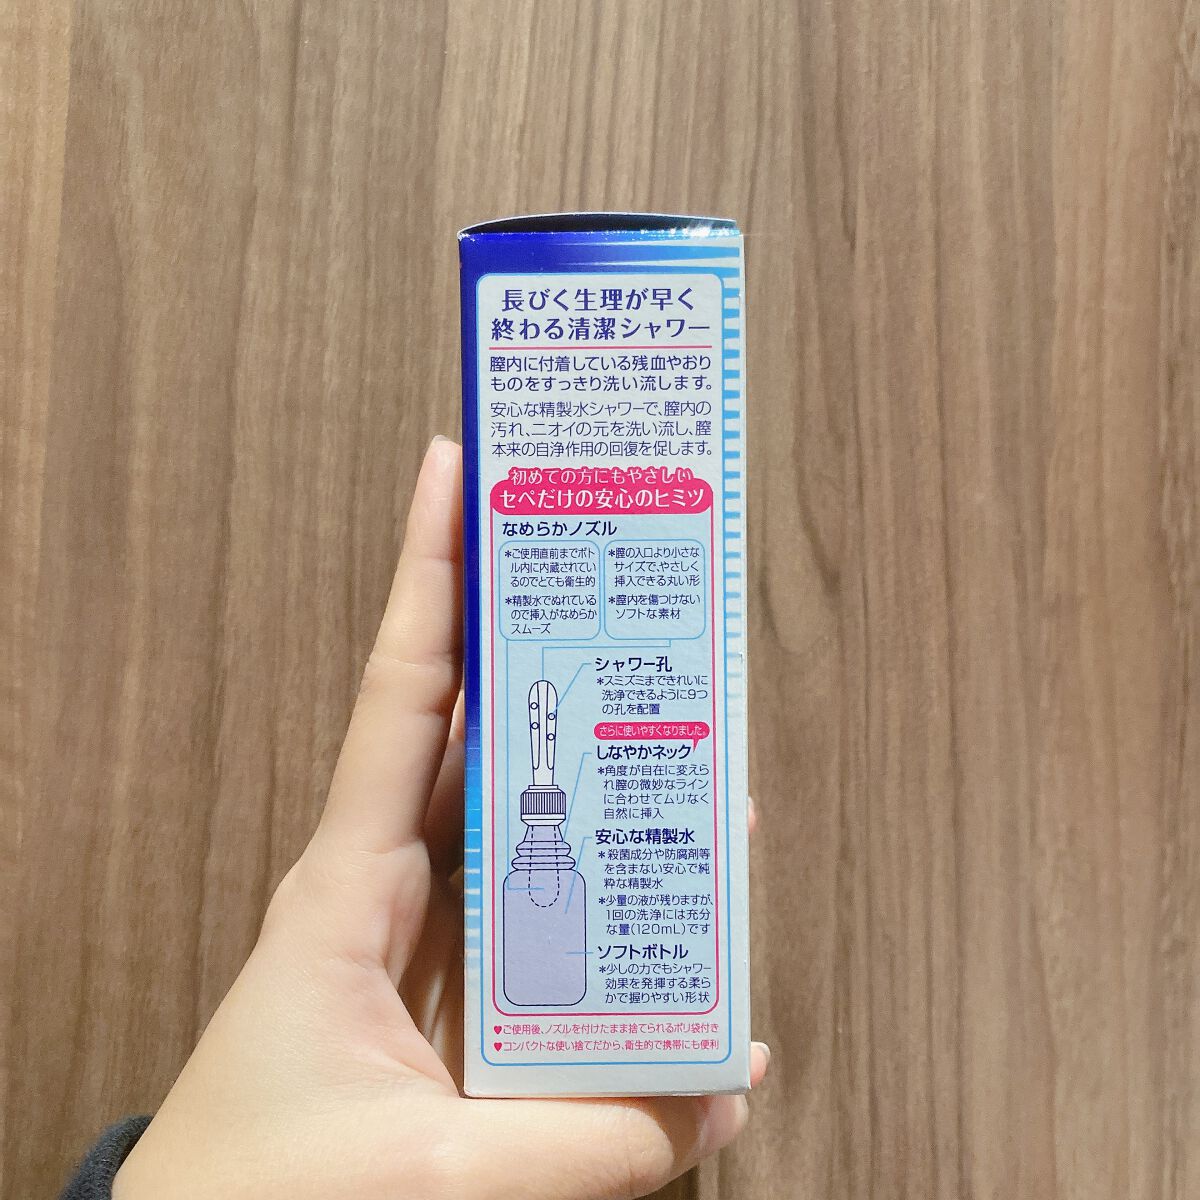 長びく生理が早く
終わる清潔シャワー
膣内に付着している残血やおり
ものをすっきり洗い流します。
安心な精製水シャワーで、膣内の
汚れ、ニオイの元を洗い流し、膣
本来の自浄作用の回復を促します。
初めての方にもやさしい
セペだけの安心のヒミツ
なめらかノズル
*ご使用直前までボト
ル内に内蔵されてい
るのでとても衛生的
*精製水でぬれている
ので挿入がなめらか
スムーズ
*膣の入口より小さな
サイズで、やさしく
挿入できる丸い形
*膣内を傷つけない
ソフトな素材
シャワー孔
*スミズミまできれいに
洗浄できるように9つ
の孔を配置
さらに使いやすくなりました。
しなやかネック
*角度が自在に変えら
れ膣の微妙なライン
に合わせてムリなく
自然に挿入
安心な精製水
*殺菌成分や防腐剤等
を含まない安心で純
粋な精製水
*少量の液が残りますが、
1回の洗浄には充分
な量(120mL)です
ソフトボトル
*少しの力でもシャワー
効果を発揮する柔ら
かで握りやすい形状
♥ご使用後、ノズルを付けたまま捨てられるポリ袋付き
♥コンパクトな使い捨てだから、衛生的で携帯にも便利